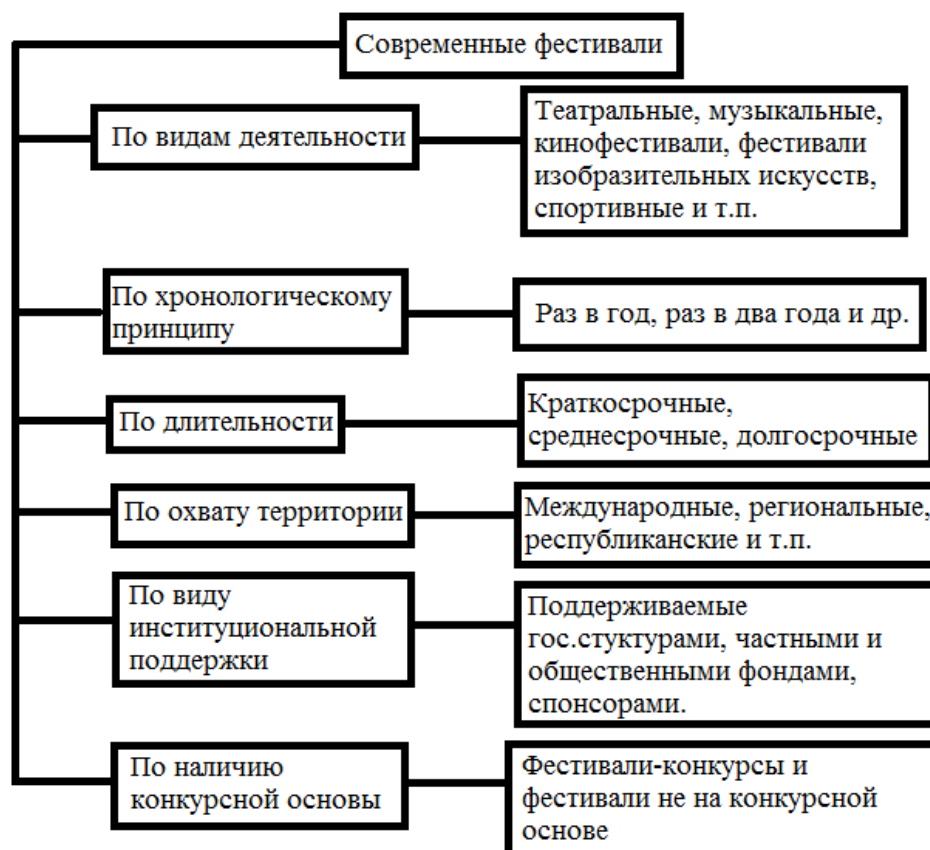 Современные фестивали
По видам деятельности
Театральные, музыкальные,
кинофестивали, фестивали
изобразительных искусств,
спортивные и т.п.
По хронологическому
принципу
Раз в год, раз в два года и др.
По длительности
Краткосрочные,
среднесрочные, долгосрочные
По охвату территории
Международные, региональные,
республиканские и т.п.
По виду
институциональной
поддержки
Поддерживаемые
гос.стуктурами, частными и
общественными фондами,
спонсорами.
По наличию
конкурсной основы
Фестивали-конкурсы и
фестивали не на конкурсной
основе